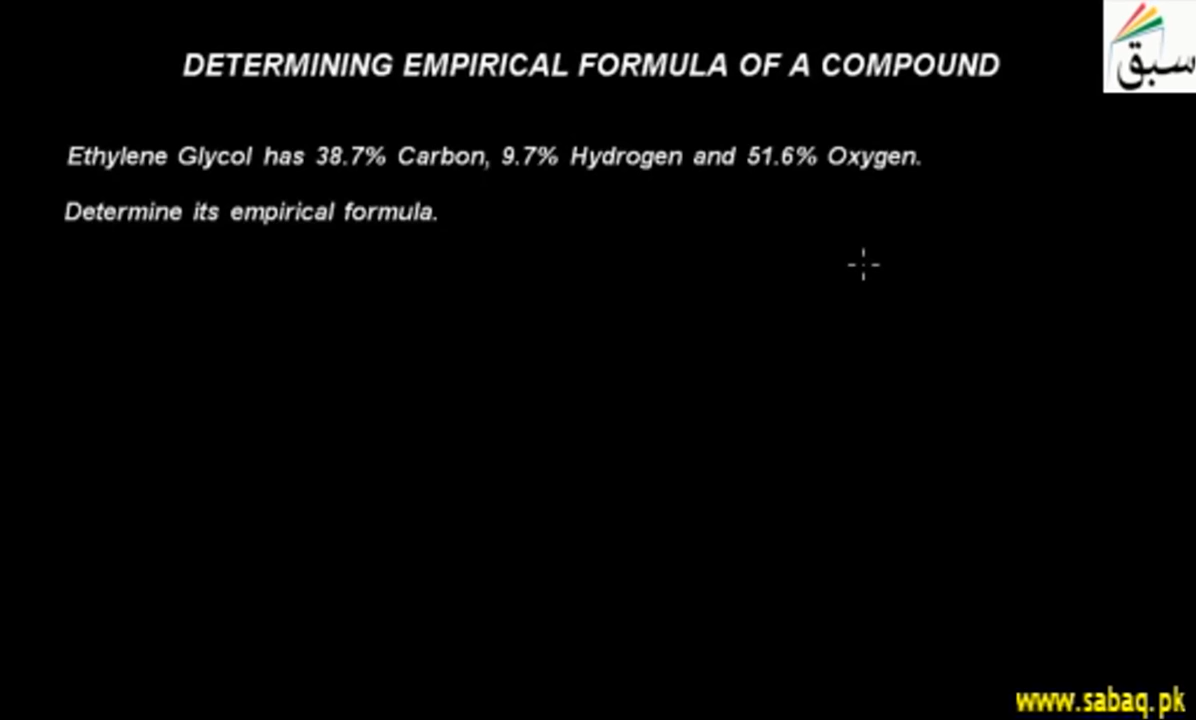 DETERMINING EMPIRICAL FORMULA OF A COMPOUND
سبق
Ethylene Glycol has 38.7% Carbon, 9.7% Hydrogen and 51.6% Oxygen.
Determine its empirical formula.
www.sabaq.pk